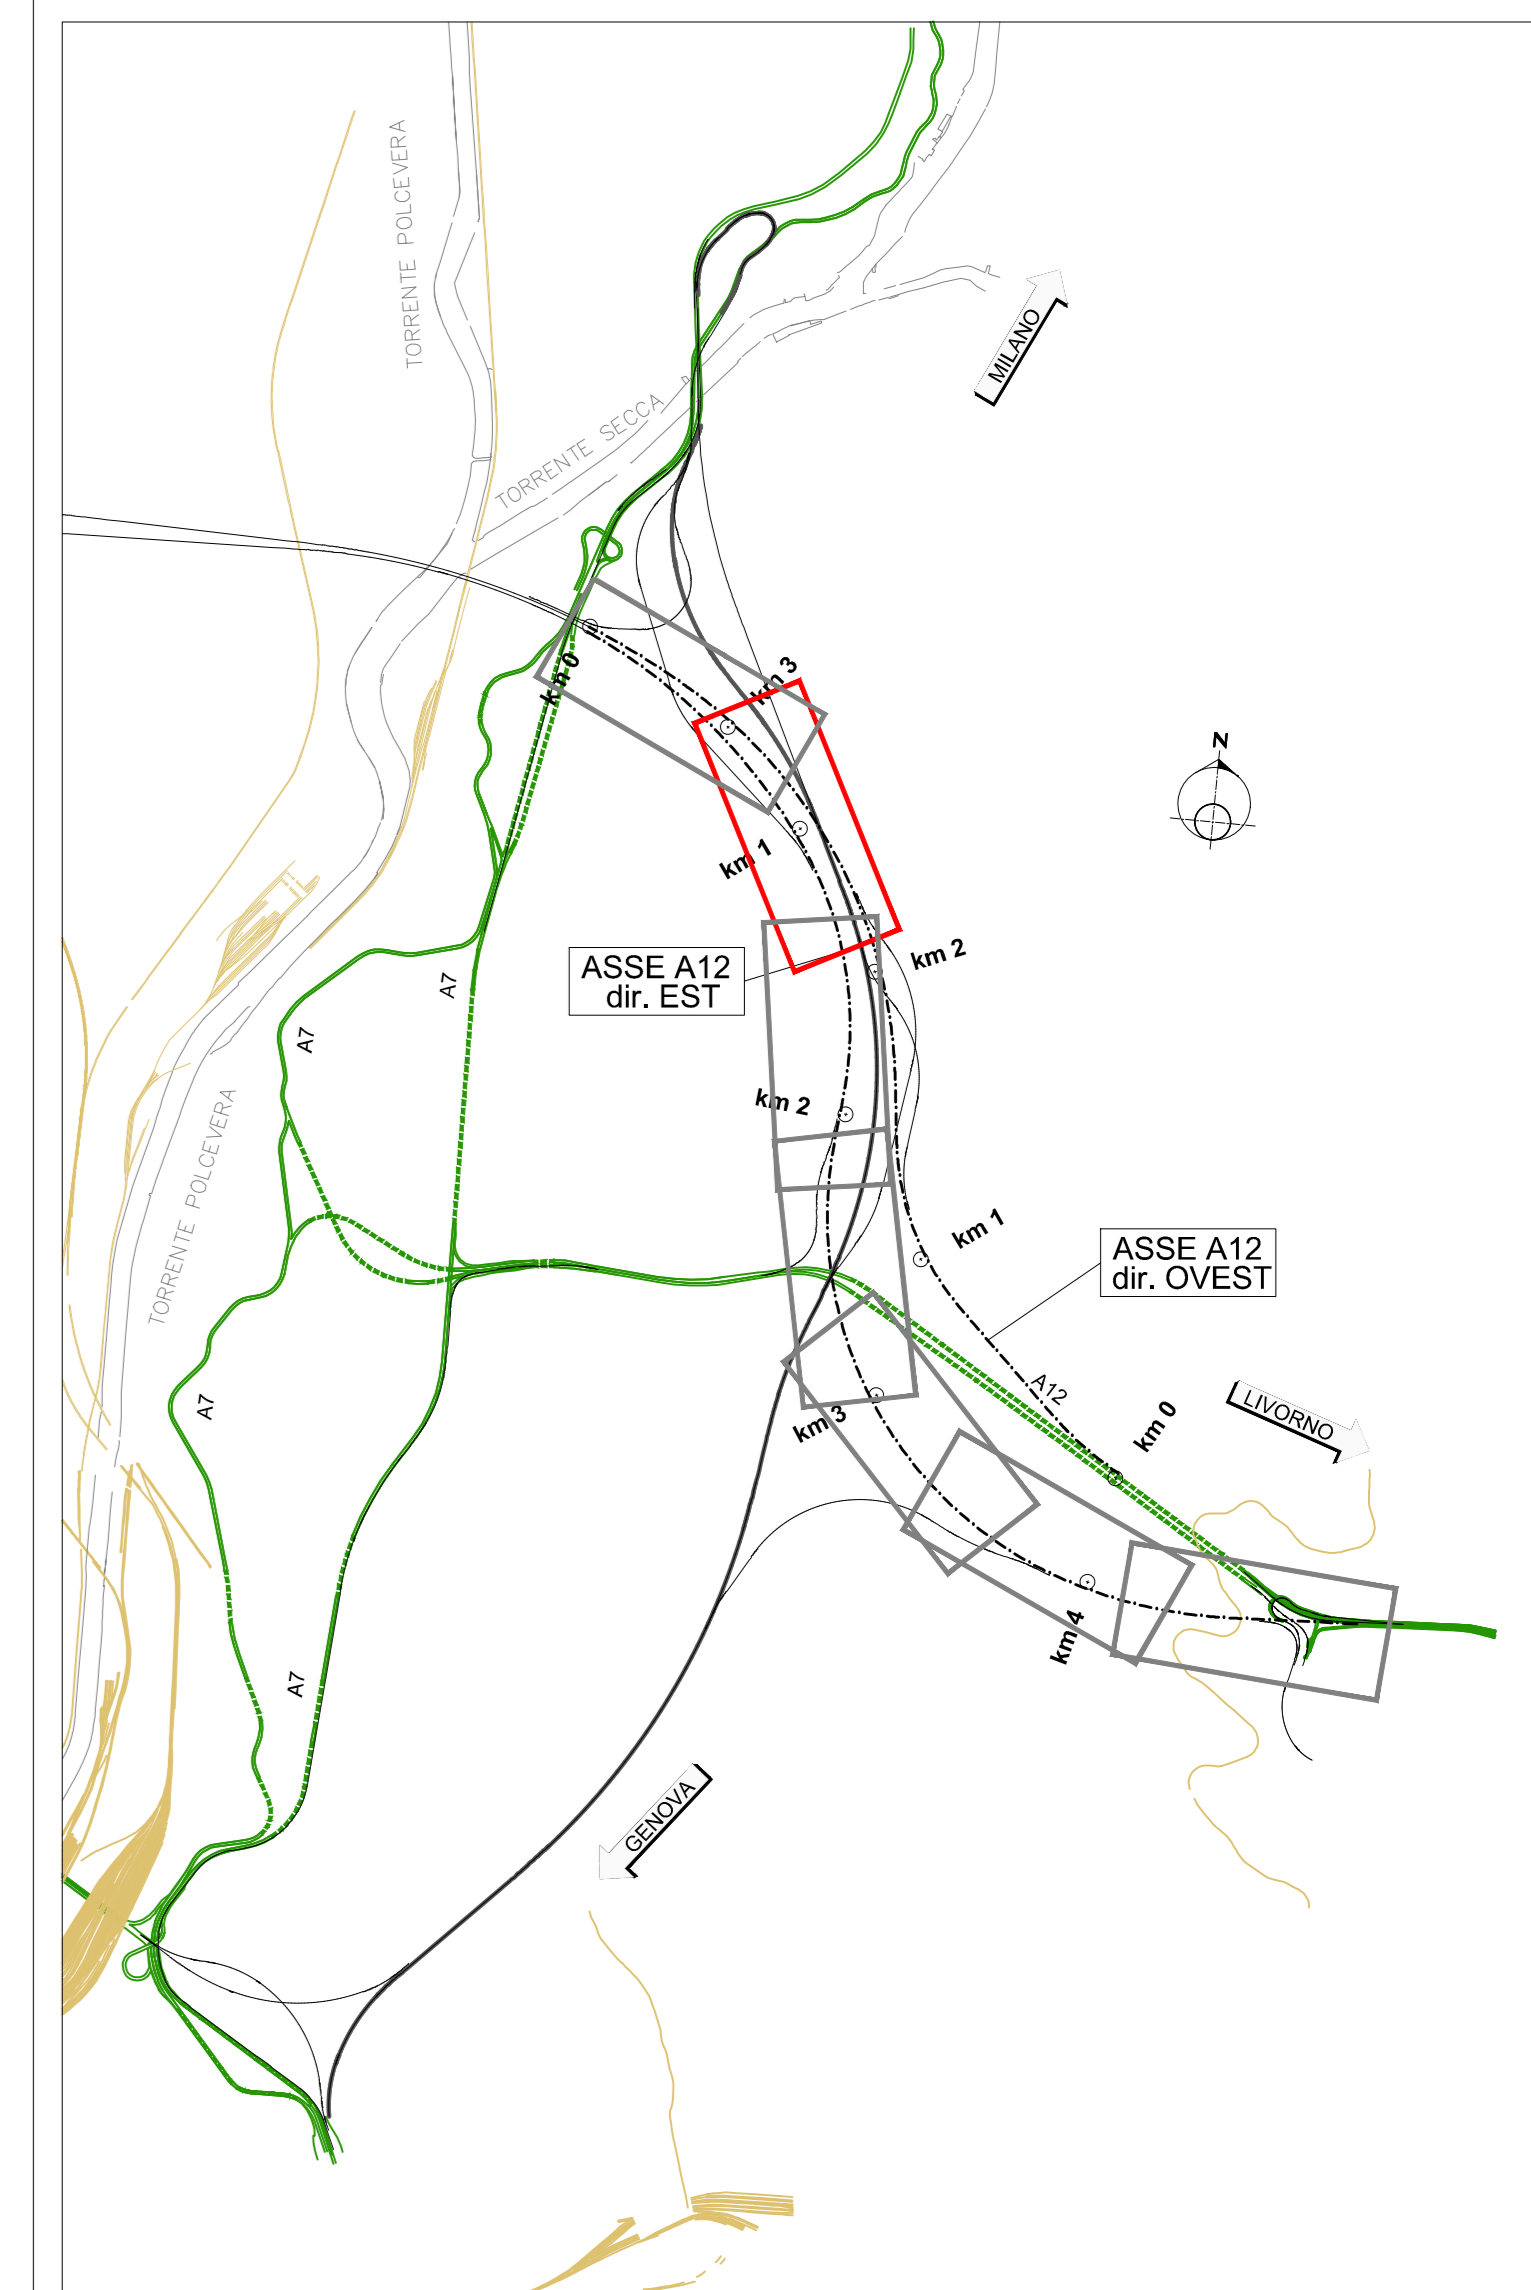 TORRENTE POLCEVERA
MILANO
TORRENTE SECCA
km 0
km 3
N
km 1
ASSE A12
dir. EST
km 2
A7
A7
km 2
TORRENTE POLCEVERA
km 1
ASSE A12
dir. OVEST
A12
LIVORNO
km 0
A7
km 3
km 4
A7
GENOVA